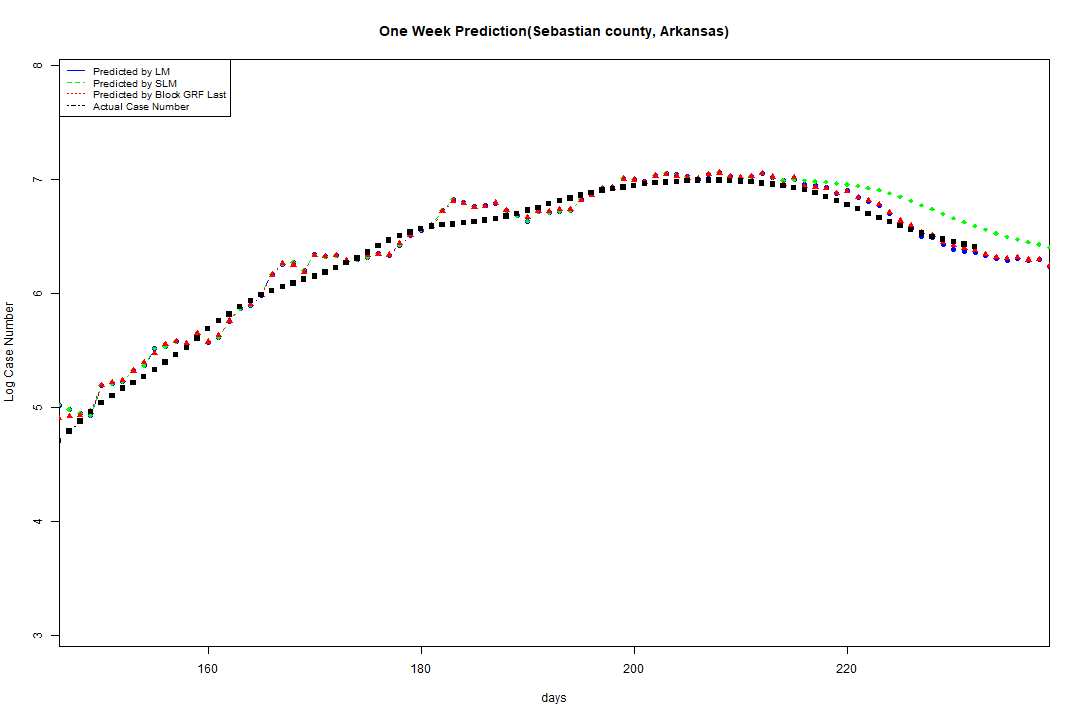 One Week Prediction(Sebastian county, Arkansas)
Predicted by LM
Predicted by SLM
Predicted by Block GRF Last
Actual Case Number
8
7
6
5
4
3
Log Case Number
160 180 200 220
days